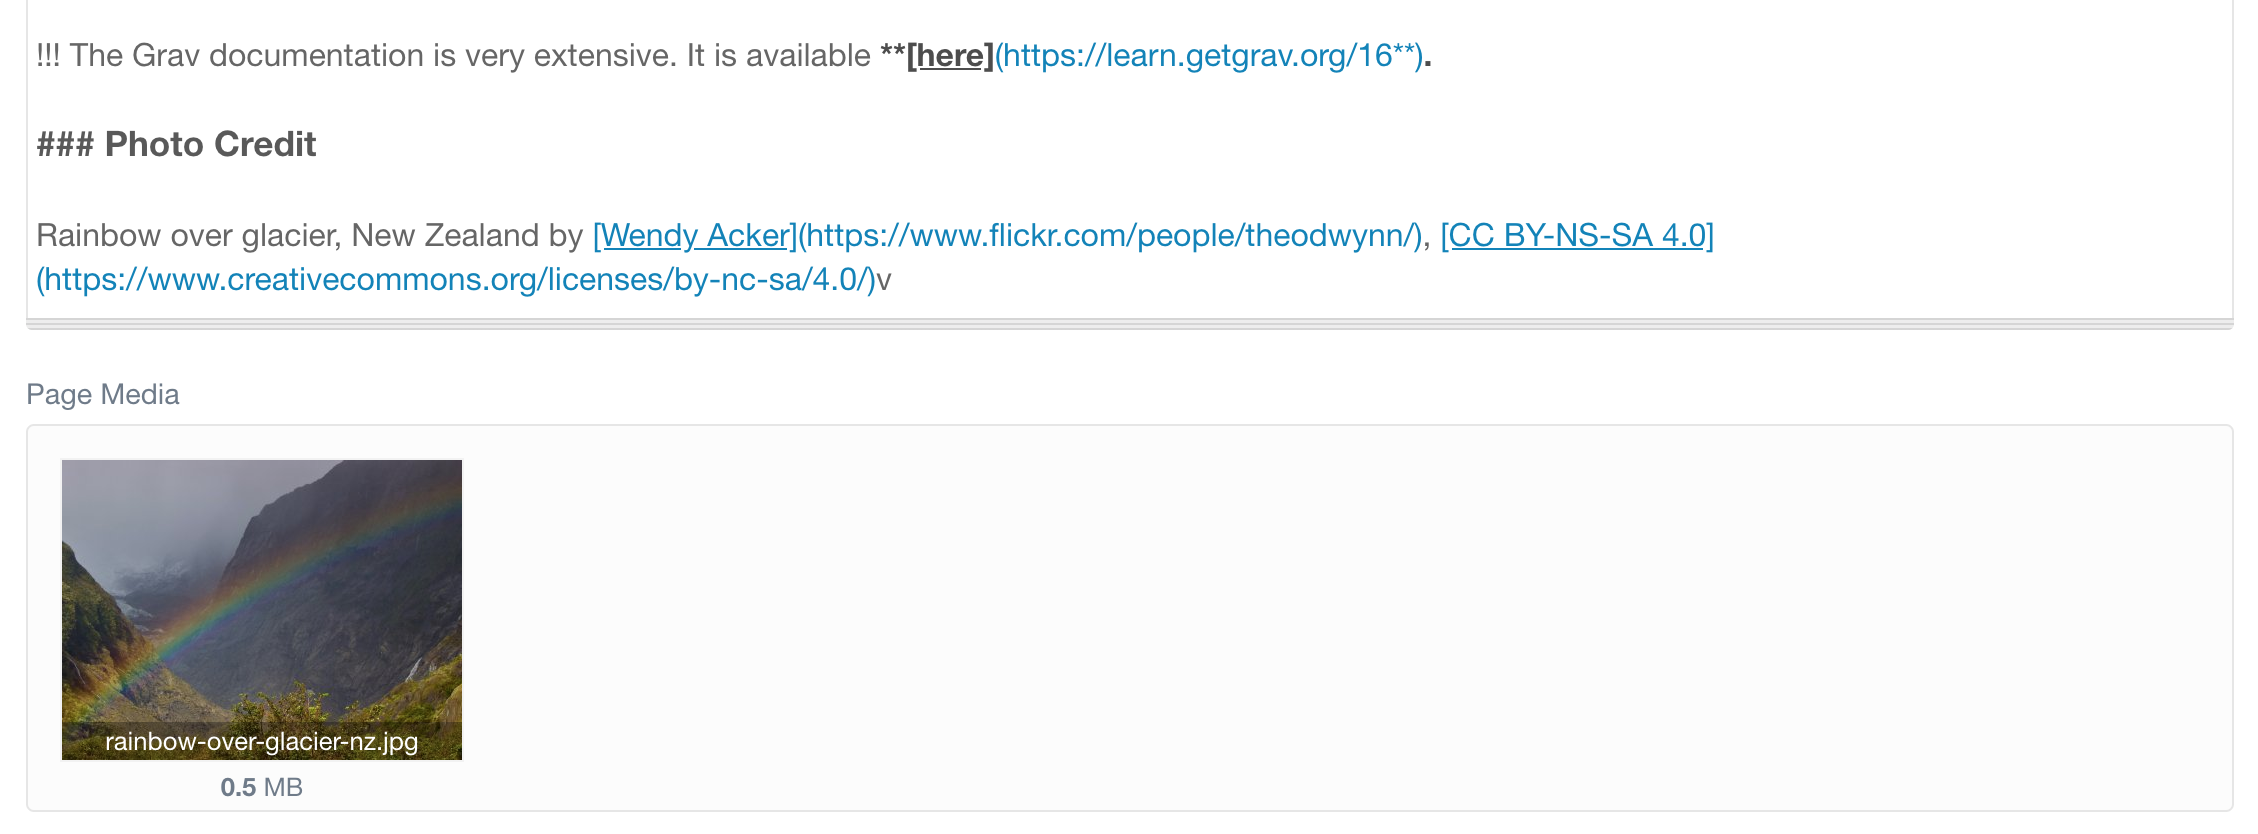 !!! The Grav documentation is very extensive. It is available **[here](https://learn.getgrav.org/16**).
### Photo Credit
Rainbow over glacier, New Zealand by [Wendy Acker](https://www.flickr.com/people/theodwynn/), [CC BY-NS-SA 4.0]
(https://www.creativecommons.org/licenses/by-nc-sa/4.0/)v
Page Media
rainbow-over-glacier-nz.jpg
0.5 MB